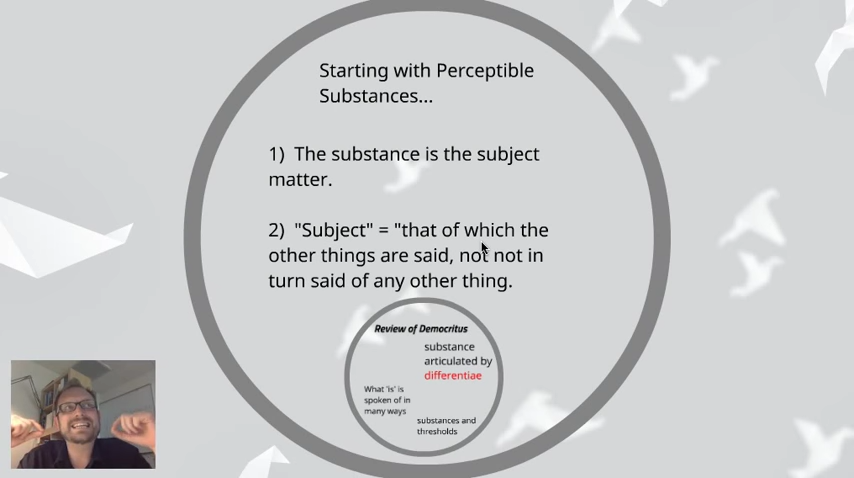 Starting with Perceptible
Substances...
1) The substance is the subject
matter.
2) "Subject" = "that of which the
other things are said, not not in
turn said of any other thing.
Review of Democritus
substance
articulated by
differentiae
What 'is' is
spoken of in
many ways
substances and
thresholds